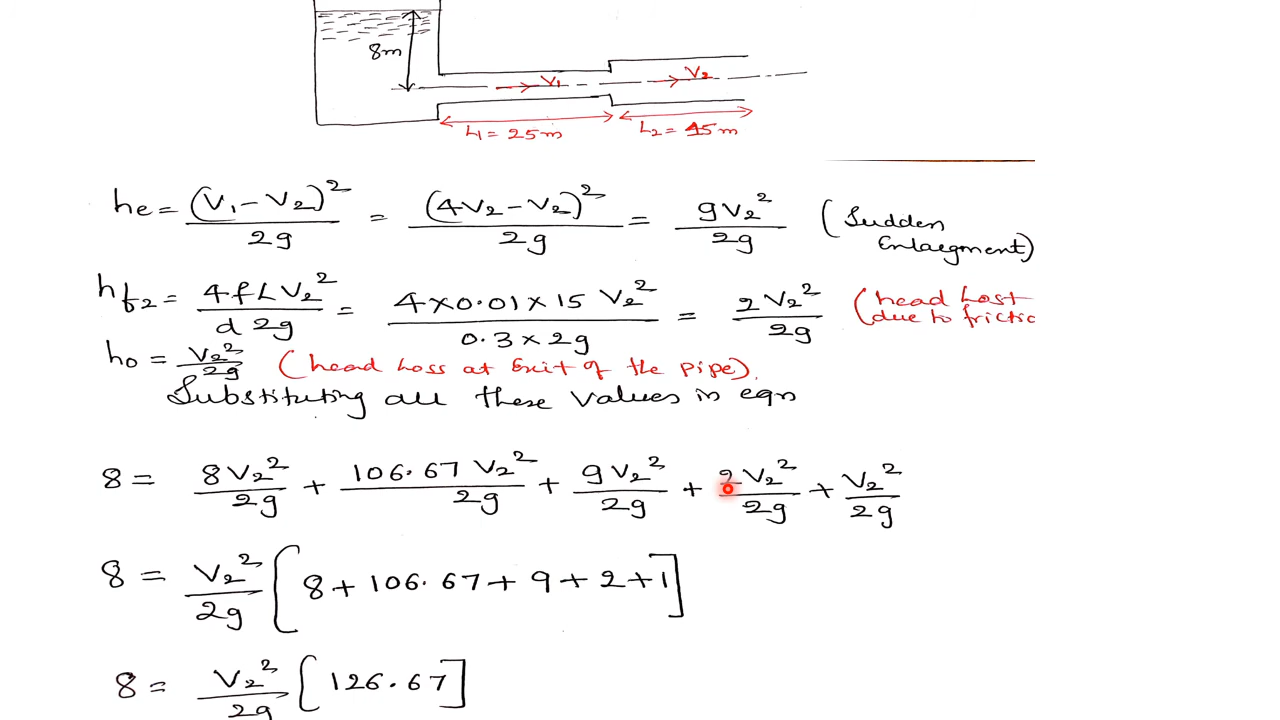 8m
V₁
V₂
L₁ = 25m
L₂ = 45m
he = (V₁ - V₂)² / 2g = (4V₂ - V₂)² / 2g = 9V₂² / 2g (Sudden Enlaegment)
hf₂ = 4fLV₂² / d 2g = 4×0.01×15 V₂² / 0.3×2g = 2V₂² / 2g (head Lost due to frictio
ho = V₂² / 2g (head Loss at Exit of the pipe).
Substituting all these values in eqn
8 = 8V₂² / 2g + 106.67 V₂² / 2g + 9V₂² / 2g + 2V₂² / 2g + V₂² / 2g
8 = V₂² / 2g [8 + 106.67 + 9 + 2 + 1]
8 = V₂² / 2g [126.67]